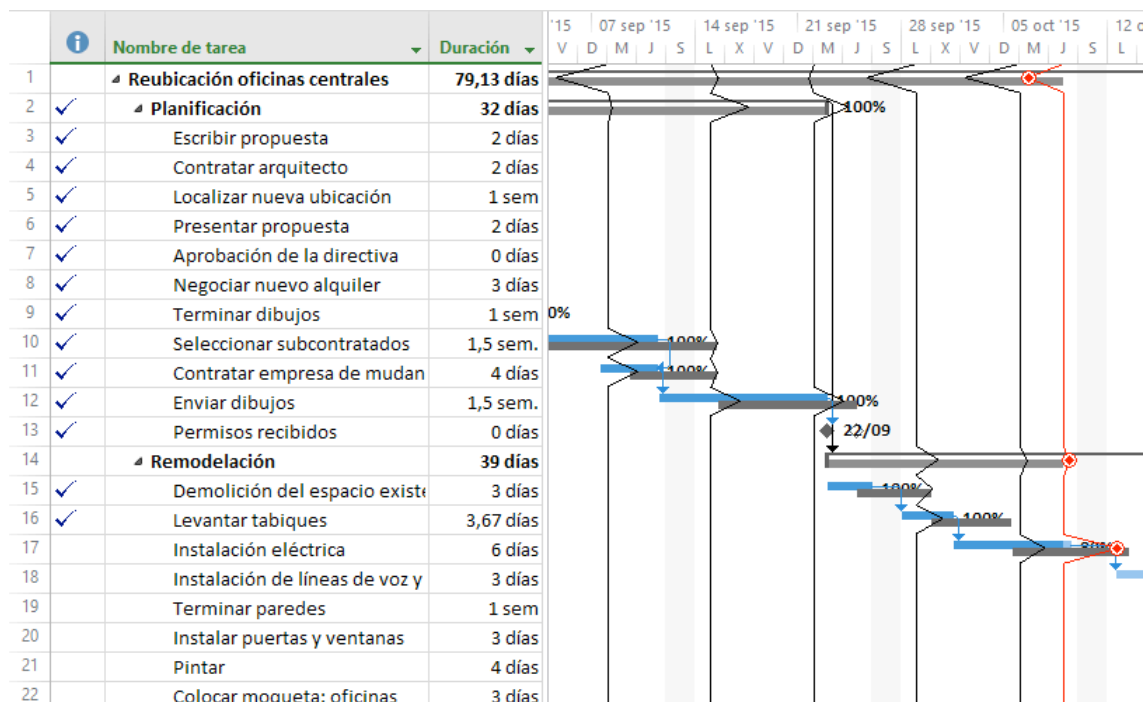 '15 07 sep '15 14 sep '15 21 sep '15 28 sep '15 05 oct '15 12 o
Nombre de tarea Duración V D M J S L X V D M J S L X V D M J S L
1 Reubicación oficinas centrales 79,13 días
2 Planificación 32 días 100%
3 Escribir propuesta 2 días
4 Contratar arquitecto 2 días
5 Localizar nueva ubicación 1 sem
6 Presentar propuesta 2 días
7 Aprobación de la directiva 0 días
8 Negociar nuevo alquiler 3 días
9 Terminar dibujos 1 sem 0%
10 Seleccionar subcontratados 1,5 sem. 100%
11 Contratar empresa de mudan 4 días 100%
12 Enviar dibujos 1,5 sem. 100%
13 Permisos recibidos 0 días 22/09
14 Remodelación 39 días
15 Demolición del espacio existe 3 días 100%
16 Levantar tabiques 3,67 días 100%
17 Instalación eléctrica 6 días 80%
18 Instalación de líneas de voz y 3 días
19 Terminar paredes 1 sem
20 Instalar puertas y ventanas 3 días
21 Pintar 4 días
22 Colocar moqueta: oficinas 3 días